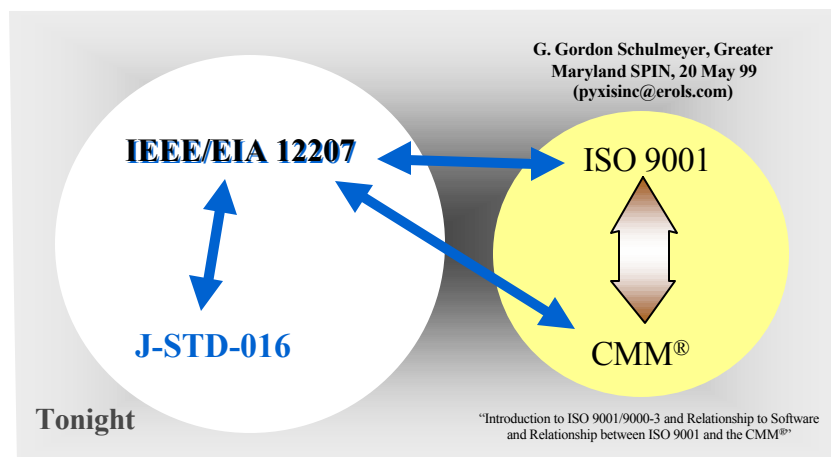 G. Gordon Schulmeyer, Greater
Maryland SPIN, 20 May 99
(pyxisinc@erols.com)
IEEE/EIA 12207
ISO 9001
J-STD-016
CMM®
Tonight
“Introduction to ISO 9001/9000-3 and Relationship to Software
and Relationship between ISO 9001 and the CMM®”